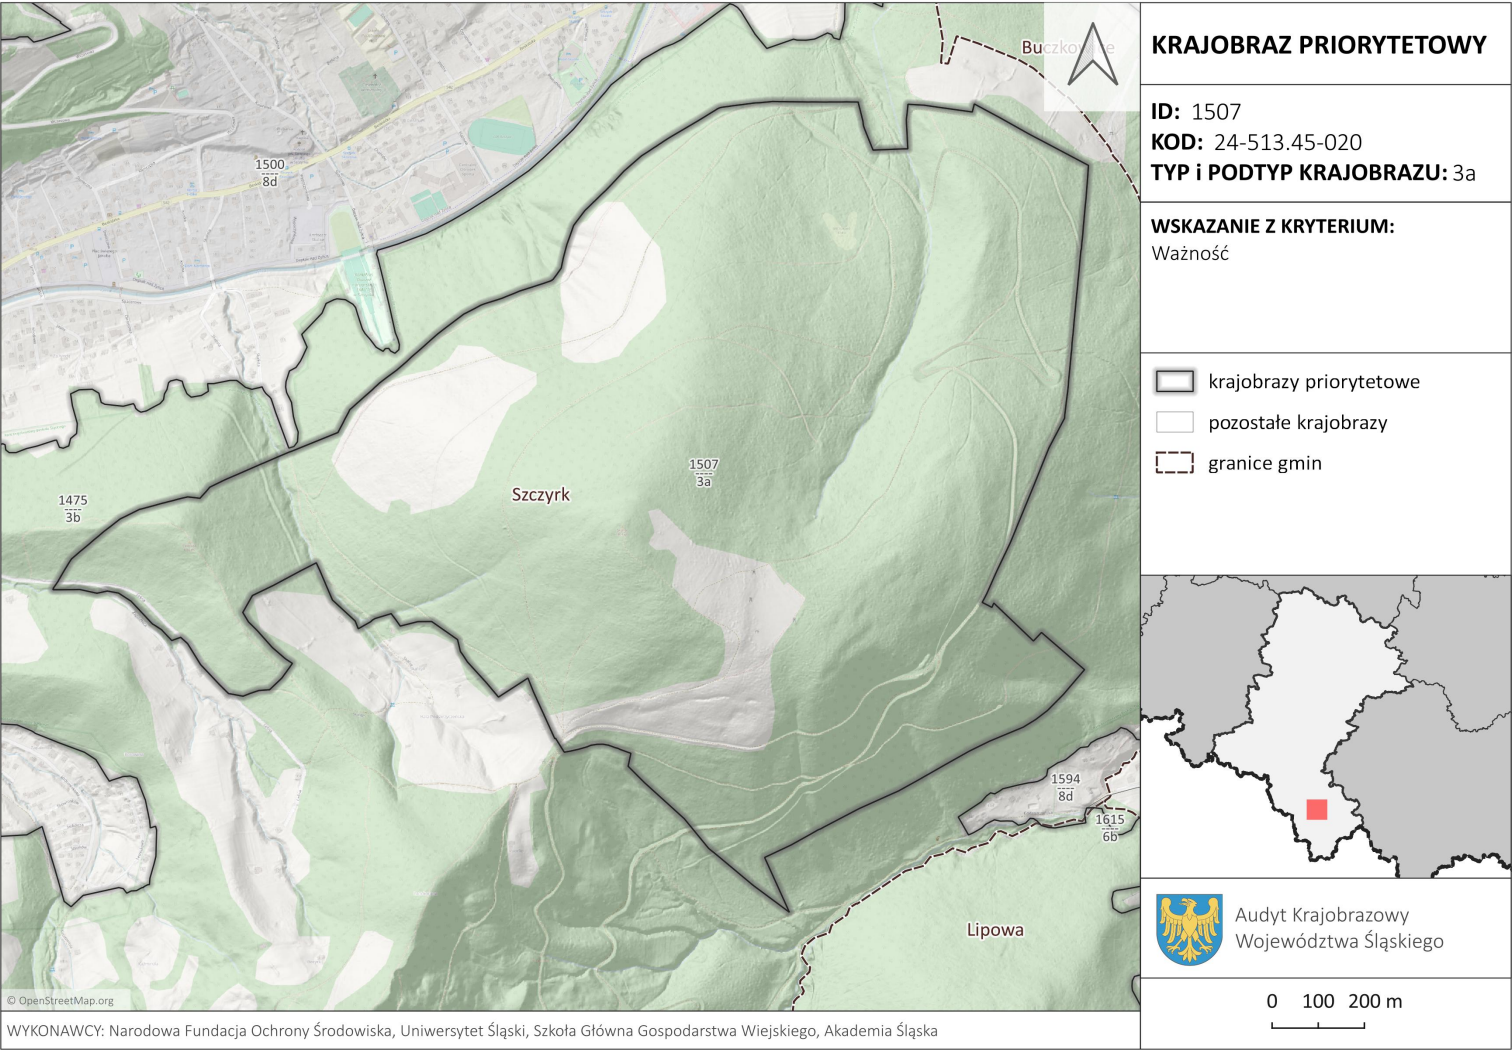 Buczkowice
1500
8d
1507
3a
Szczyrk
1475
3b
1594
8d
1615
6b
Lipowa
© OpenStreetMap.org
WYKONAWCY: Narodowa Fundacja Ochrony Środowiska, Uniwersytet Śląski, Szkoła Główna Gospodarstwa Wiejskiego, Akademia Śląska
KRAJOBRAZ PRIORYTETOWY
ID: 1507
KOD: 24-513.45-020
TYP i PODTYP KRAJOBRAZU: 3a
WSKAZANIE Z KRYTERIUM:
Ważność
krajobrazy priorytetowe
pozostałe krajobrazy
granice gmin
Audyt Krajobrazowy
Województwa Śląskiego
0 100 200 m